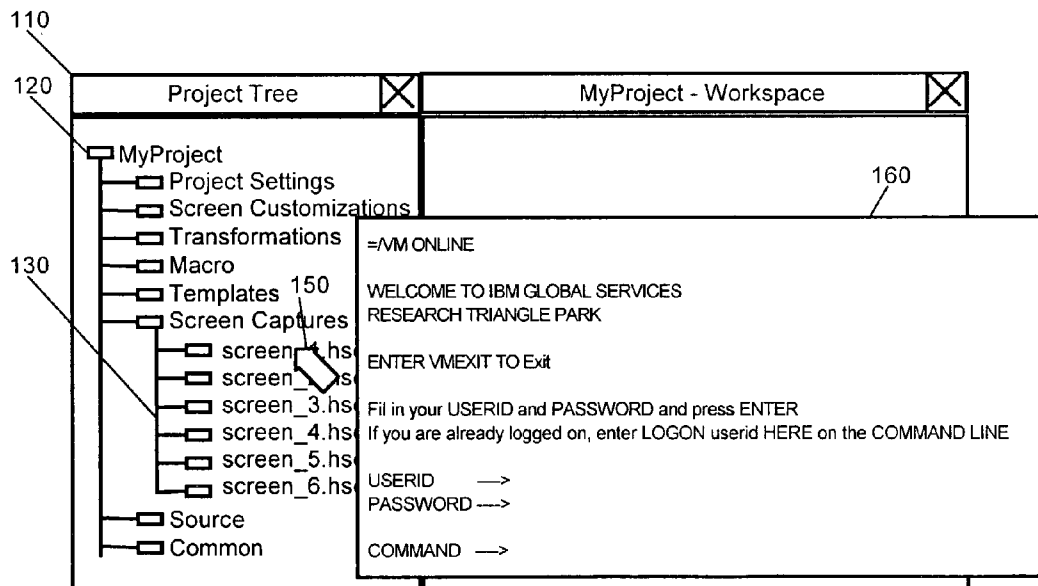 110
120
Project Tree
MyProject - Workspace
MyProject
Project Settings
160
Screen Customizations
Transformations
=/VM ONLINE
130
Macro
150
Templates
WELCOME TO IBM GLOBAL SERVICES
RESEARCH TRIANGLE PARK
Screen Captures
ENTER VMEXIT TO Exit
screen_3.hs
Fil in your USERID and PASSWORD and press ENTER
If you are already logged on, enter LOGON userid HERE on the COMMAND LINE
screen_4.hs
screen_5.hs
screen_6.hs
USERID ---->
PASSWORD ---->
Source
Common
COMMAND ---->